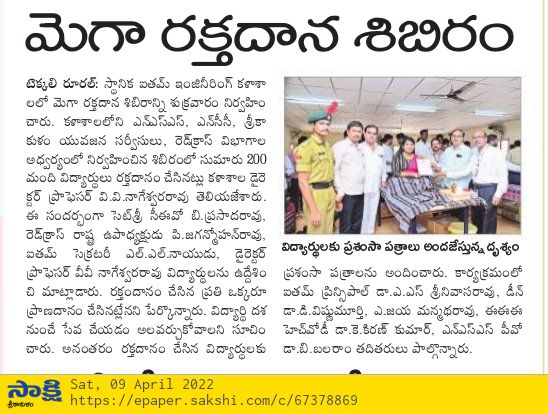 మెగా రక్తదాన శిబిరం
టెక్కలి రూరల్: స్థానిక ఐతమ్ ఇంజినీరింగ్ కళాశా
లలో మెగా రక్తదాన శిబిరాన్ని శుక్రవారం నిర్వహిం
చారు. కళాశాలలోని ఎన్ఎస్ఎస్, ఎన్సీసీ, శ్రీకా
కుళం యువజన సర్వీసులు, రెడ్‌క్రాస్ విభాగాల
అధ్వర్యంలో నిర్వహించిన శిబిరంలో సుమారు 200
మంది విద్యార్థులు రక్తదానం చేసినట్లు కళాశాల డైరె
క్టర్ ప్రొఫెసర్ వి.వి.నాగేశ్వరరావు తెలియజేశారు.
ఈ సందర్భంగా సెట్‌శ్రీ సీఈవో బి.ప్రసాదరావు,
రెడ్‌క్రాస్ రాష్ట్ర ఉపాధ్యక్షుడు పి.జగన్మోహన్‌రావు,
ఐతమ్ సెక్రటరీ ఎల్.ఎల్.నాయుడు, డైరెక్టర్
ప్రొఫెసర్ వీవీ నాగేశ్వరరావు విద్యార్థులను ఉద్దేశిం
చి మాట్లాడారు. రక్తందానం చేసిన ప్రతి ఒక్కరూ
ప్రాణదానం చేసినట్లేనని పేర్కొన్నారు. విద్యార్థి దశ
నుంచే సేవ చేయడం అలవర్చుకోవాలని సూచిం
చారు. అనంతరం రక్తదానం చేసిన విద్యార్థులకు
విద్యార్థులకు ప్రశంసా పత్రాలు అందజేస్తున్న దృశ్యం
ప్రశంసా పత్రాలను అందించారు. కార్యక్రమంలో
ఐతమ్ ప్రిన్సిపాల్ డా.ఎ.ఎస్ శ్రీనివాసరావు, డీన్
డా.డి.విష్ణుమూర్తి, ఎ.జయ మన్మథరావు, ఈఈఈ
హెచ్‌వోడీ డా.కె.కిరణ్ కుమార్, ఎన్ఎస్ఎస్ పీవో
డా.బి.బలరాం తదితరులు పాల్గొన్నారు.
సాక్షి
శ్రీకాకుళం
Sat, 09 April 2022
https://epaper.sakshi.com/c/67378869